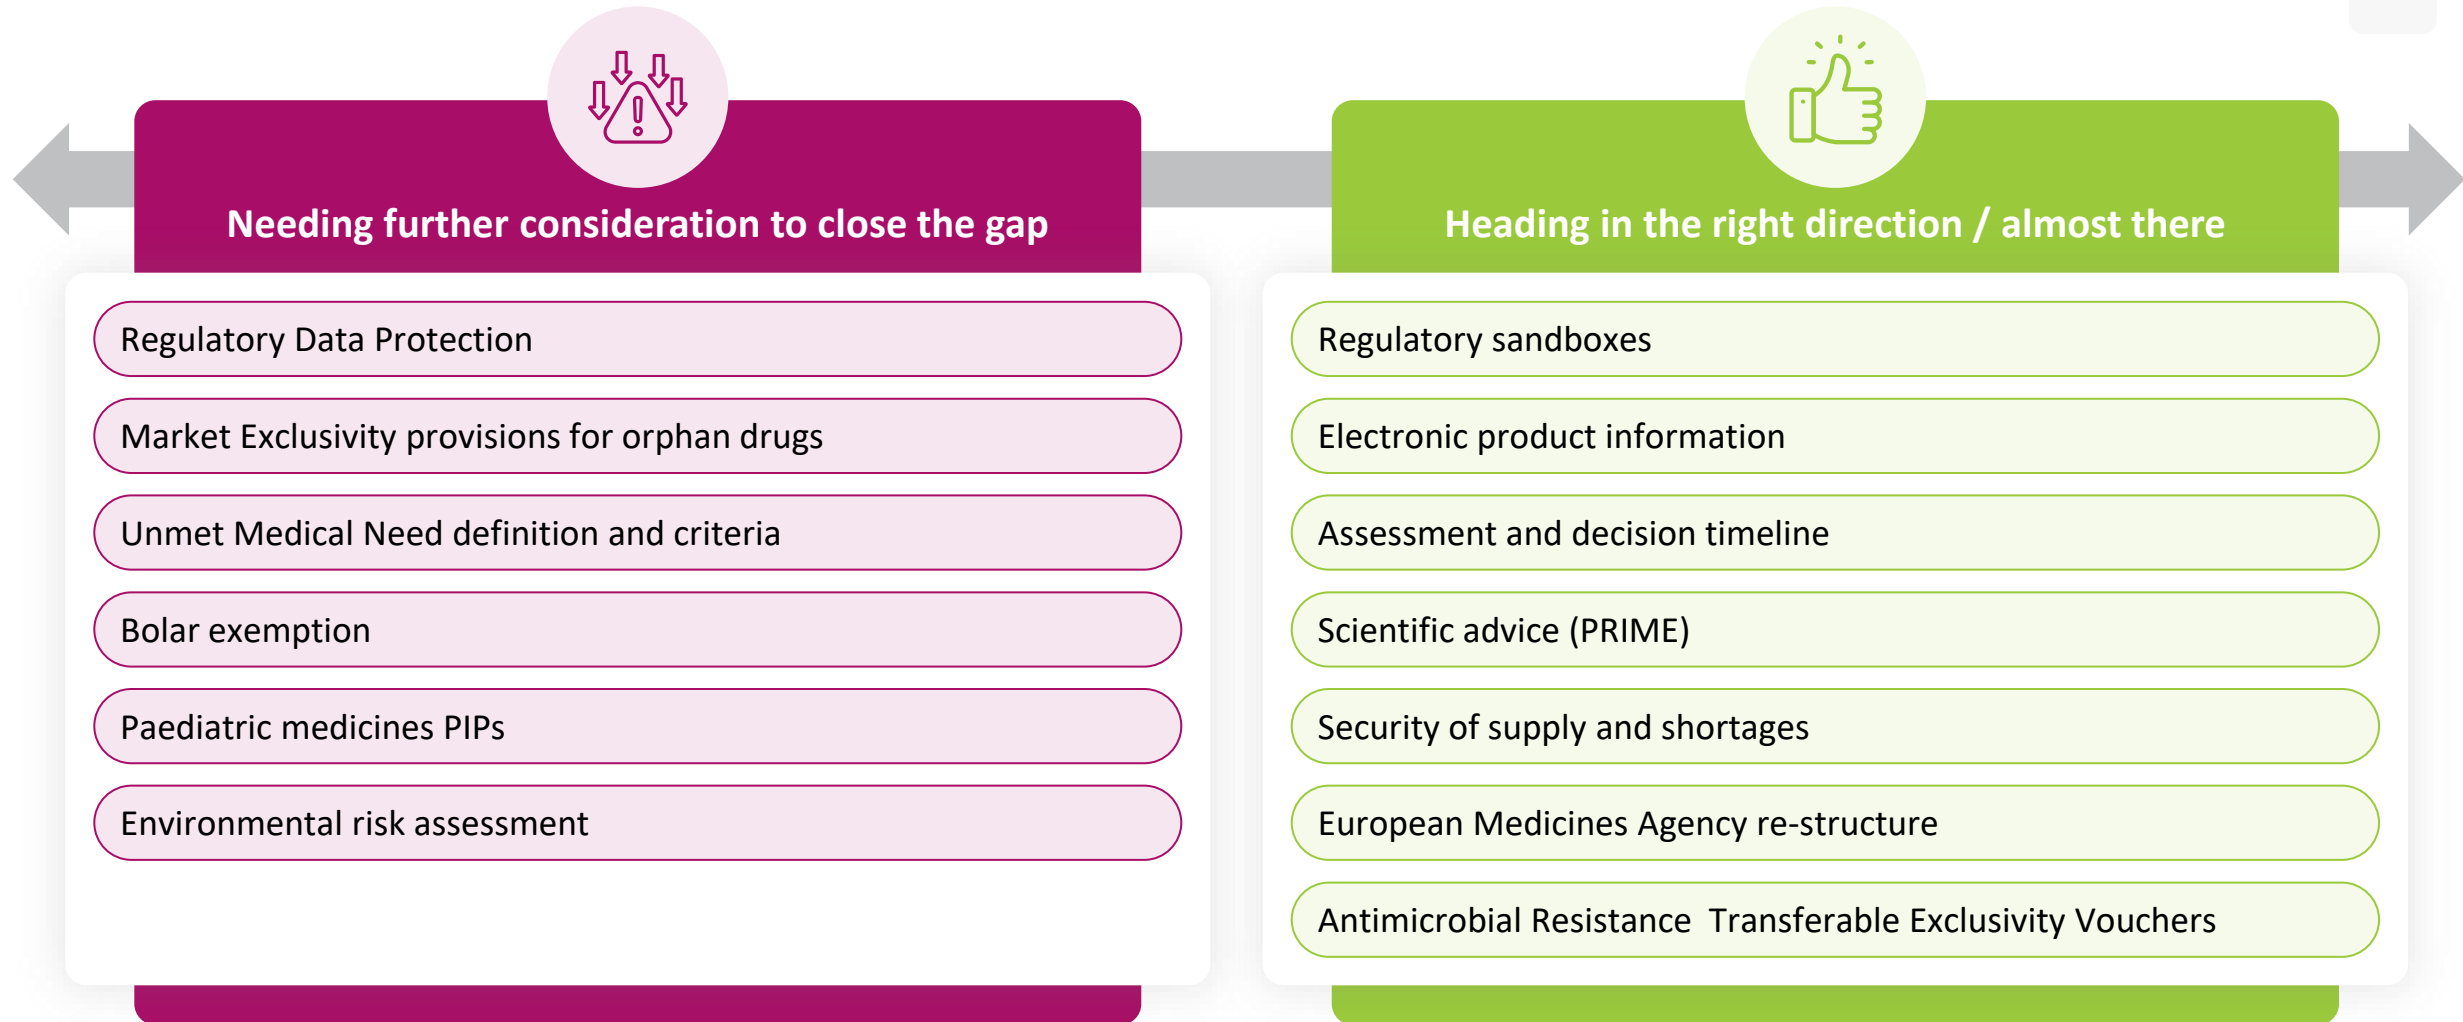 Needing further consideration to close the gap
Regulatory Data Protection
Market Exclusivity provisions for orphan drugs
Unmet Medical Need definition and criteria
Bolar exemption
Paediatric medicines PIPs
Environmental risk assessment
Heading in the right direction / almost there
Regulatory sandboxes
Electronic product information
Assessment and decision timeline
Scientific advice (PRIME)
Security of supply and shortages
European Medicines Agency re-structure
Antimicrobial Resistance  Transferable Exclusivity Vouchers